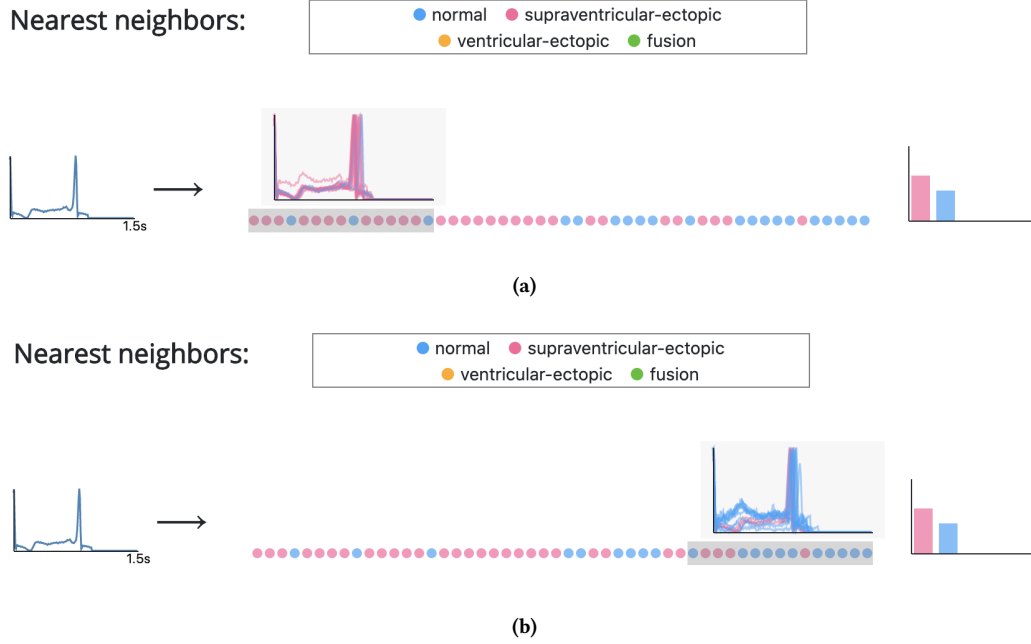 Nearest neighbors:
normal supraventricular-ectopic
ventricular-ectopic fusion
1.5s
(a)
Nearest neighbors:
normal supraventricular-ectopic
ventricular-ectopic fusion
1.5s
(b)